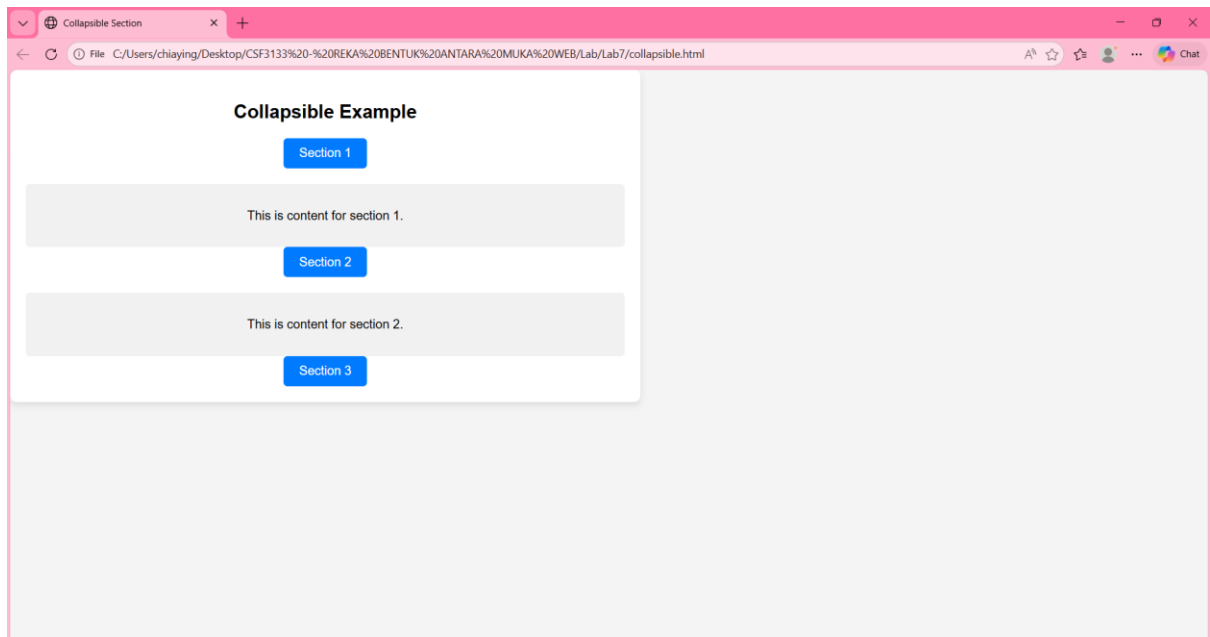 Collapsible Section
File C:/Users/chiaying/Desktop/CSF3133%20-%20REKA%20BENTUK%20ANTARA%20MUKA%20WEB/Lab/Lab7/collapsible.html
Chat
Collapsible Example
Section 1
This is content for section 1.
Section 2
This is content for section 2.
Section 3